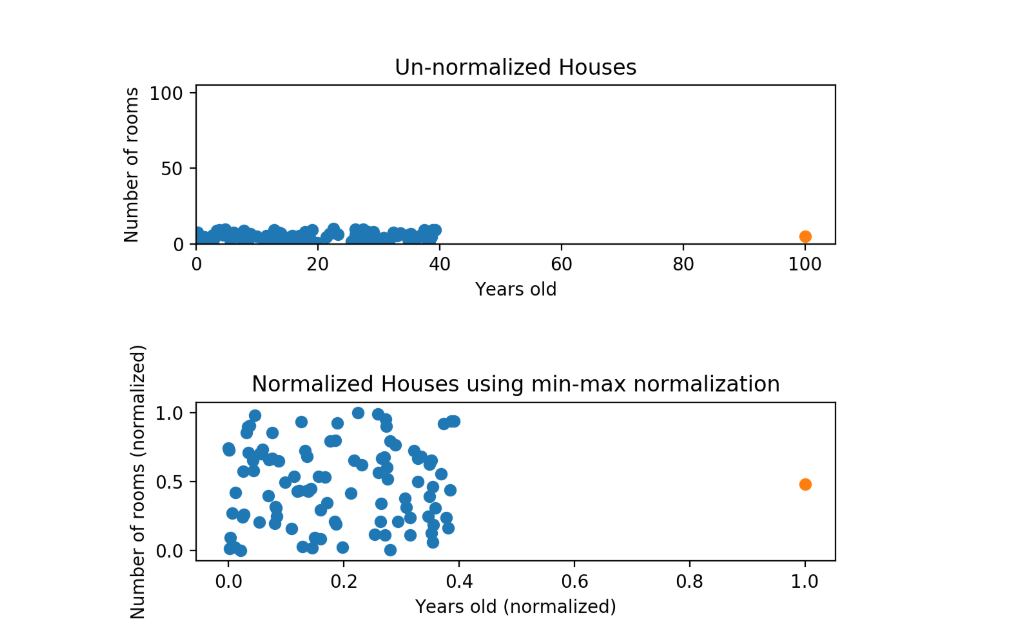 Un-normalized Houses
Number of rooms
100
50
0
0 20 40 60 80 100
Years old
Normalized Houses using min-max normalization
Number of rooms (normalized)
1.0
0.5
0.0
0.0 0.2 0.4 0.6 0.8 1.0
Years old (normalized)